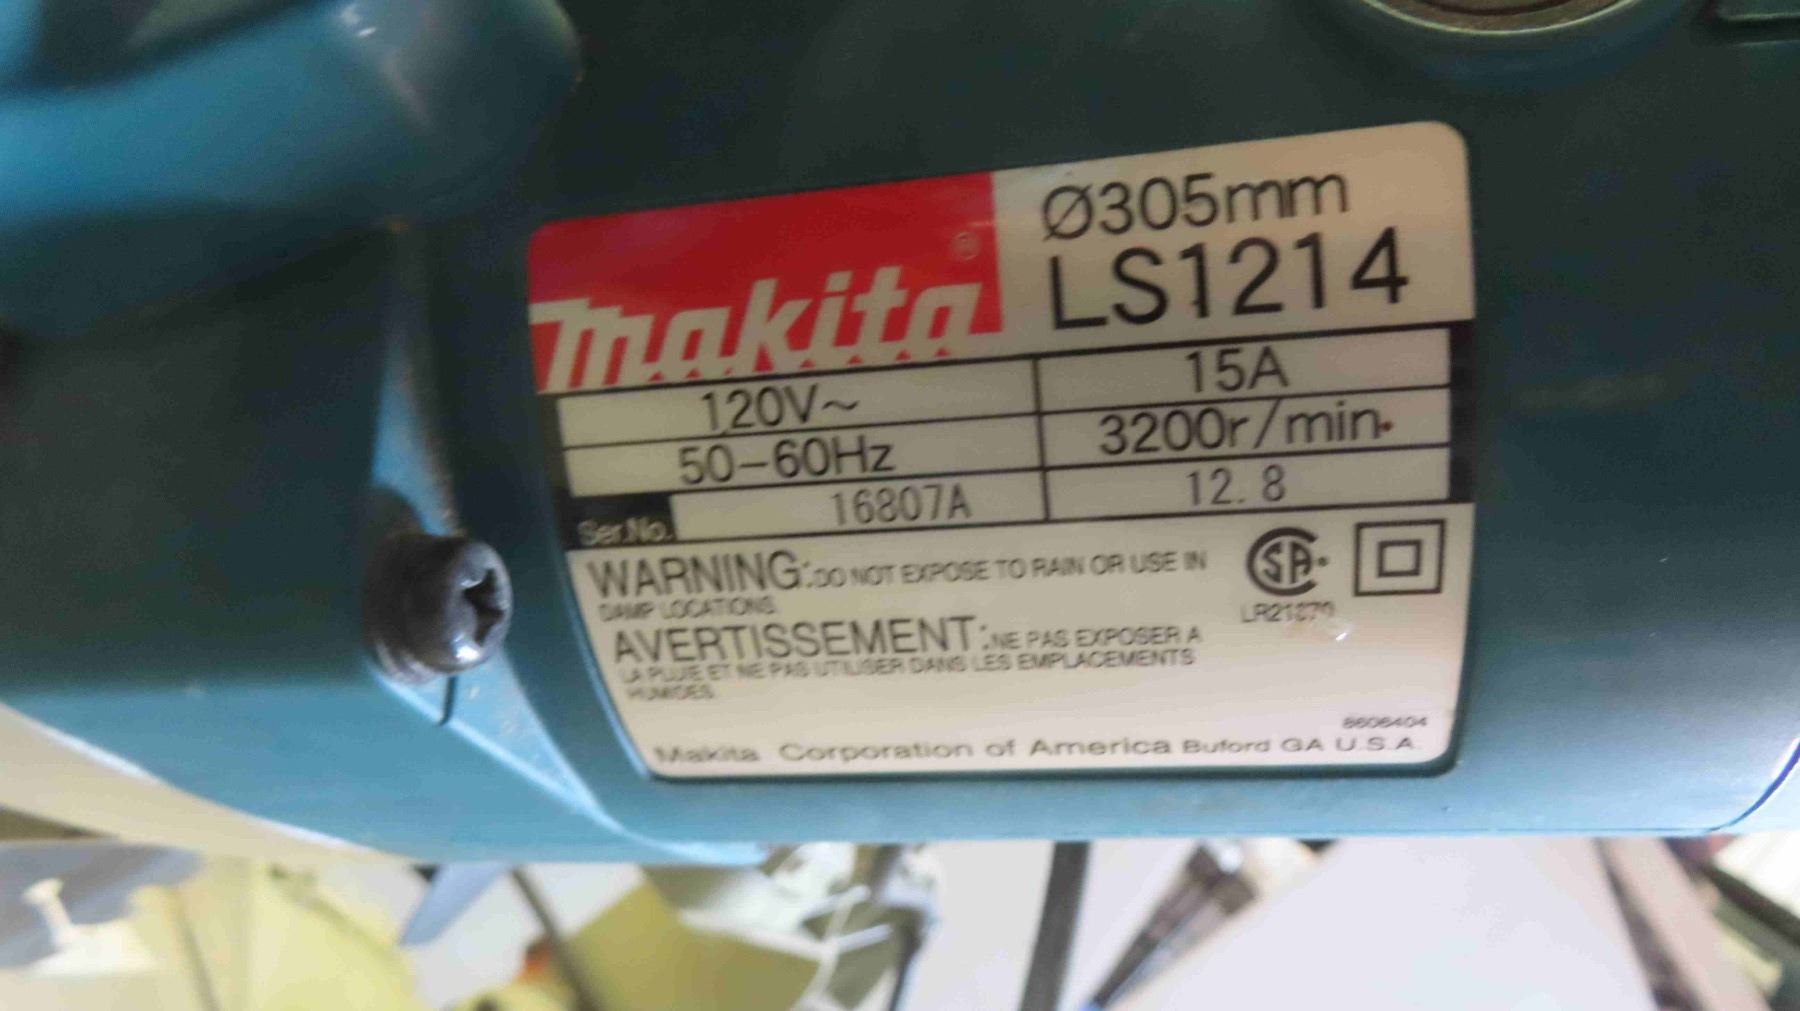 Makita®
Ø305mm
LS1214
120V~ 15A
50-60Hz 3200r/min.
Ser.No. 16807A 12.8
WARNING: DO NOT EXPOSE TO RAIN OR USE IN
DAMP LOCATIONS.
AVERTISSEMENT: NE PAS EXPOSER A
LA PLUIE ET NE PAS UTILISER DANS LES EMPLACEMENTS
HUMIDES.
SA
8606404
Makita Corporation of America Buford GA U.S.A.